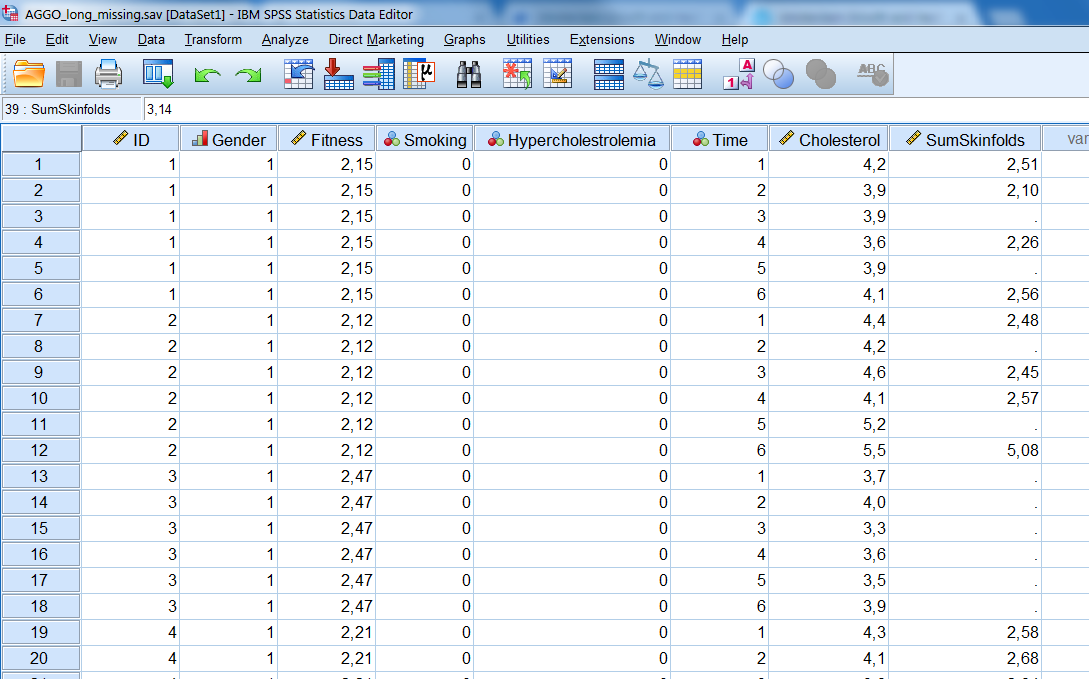 AGGO_long_missing.sav [DataSet1] - IBM SPSS Statistics Data Editor
File Edit View Data Transform Analyze Direct Marketing Graphs Utilities Extensions Window Help
1 A ABC
39 : SumSkinfolds 3,14
ID Gender Fitness Smoking Hypercholestrolemia Time Cholesterol SumSkinfolds var
1 1 1 2,15 0 0 1 4,2 2,51
2 1 1 2,15 0 0 2 3,9 2,10
3 1 1 2,15 0 0 3 3,9 .
4 1 1 2,15 0 0 4 3,6 2,26
5 1 1 2,15 0 0 5 3,9 .
6 1 1 2,15 0 0 6 4,1 2,56
7 2 1 2,12 0 0 1 4,4 2,48
8 2 1 2,12 0 0 2 4,2 .
9 2 1 2,12 0 0 3 4,6 2,45
10 2 1 2,12 0 0 4 4,1 2,57
11 2 1 2,12 0 0 5 5,2 .
12 2 1 2,12 0 0 6 5,5 5,08
13 3 1 2,47 0 0 1 3,7 .
14 3 1 2,47 0 0 2 4,0 .
15 3 1 2,47 0 0 3 3,3 .
16 3 1 2,47 0 0 4 3,6 .
17 3 1 2,47 0 0 5 3,5 .
18 3 1 2,47 0 0 6 3,9 .
19 4 1 2,21 0 0 1 4,3 2,58
20 4 1 2,21 0 0 2 4,1 2,68